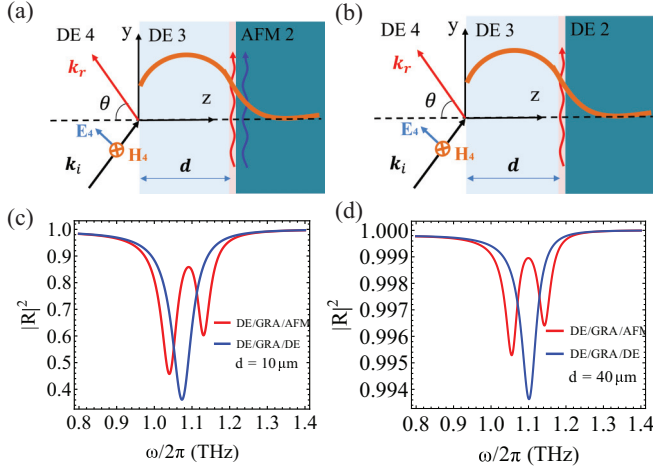 (a)
DE 4
y
DE 3
AFM 2
k_r
θ
z
E_4
H_4
k_i
d
(b)
DE 4
y
DE 3
DE 2
k_r
θ
z
E_4
H_4
k_i
d
(c)
1.0
0.9
0.8
0.7
0.6
0.5
0.4
|R|²
DE/GRA/AFM
DE/GRA/DE
d = 10 μm
0.8 0.9 1.0 1.1 1.2 1.3 1.4
ω/2π (THz)
(d)
1.000
0.999
0.998
0.997
0.996
0.995
0.994
|R|²
DE/GRA/AFM
DE/GRA/DE
d = 40 μm
0.8 0.9 1.0 1.1 1.2 1.3 1.4
ω/2π (THz)